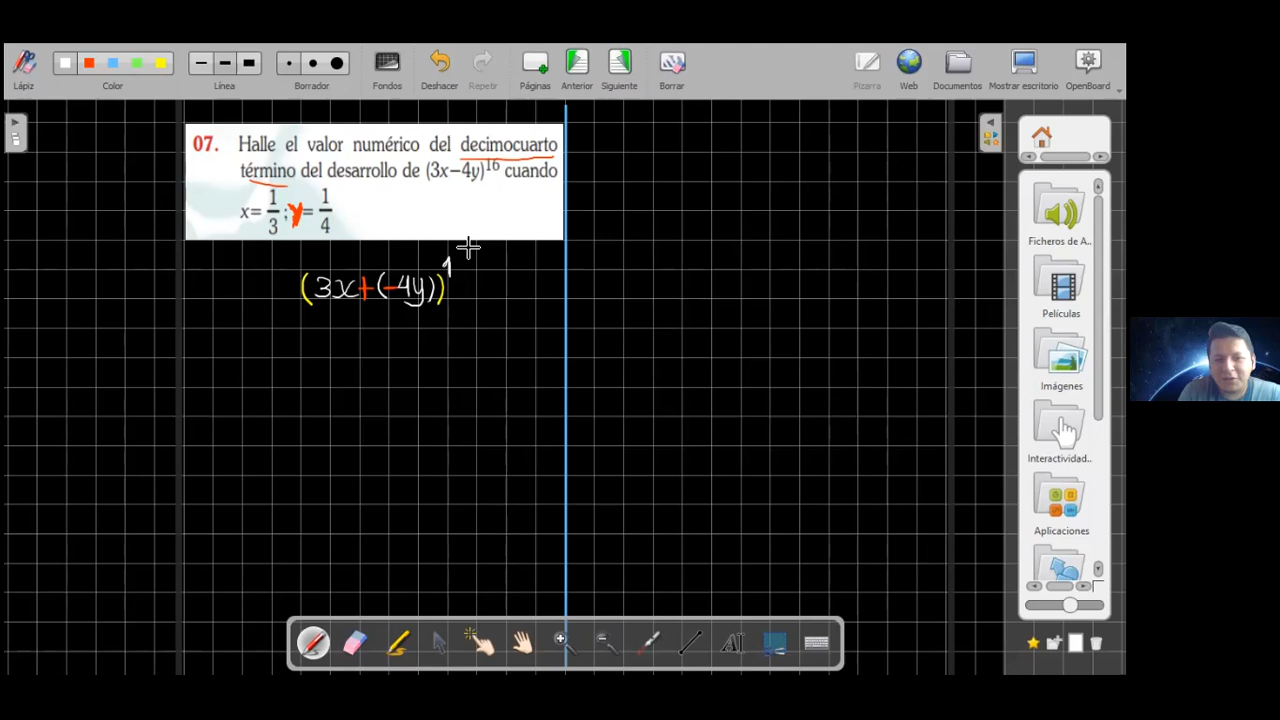 Lápiz
Color
Línea
Borrador
Fondos
Deshacer
Repetir
Páginas
Anterior
Siguiente
Borrar
Pizarra
Web
Documentos
Mostrar escritorio
OpenBoard
07. Halle el valor numérico del decimocuarto
término del desarrollo de (3x−4y)^16 cuando
x= 1/3 ; y= 1/4
(3x+(-4y))^1
Ficheros de A..
Películas
Imágenes
Interactividad..
Aplicaciones
AI